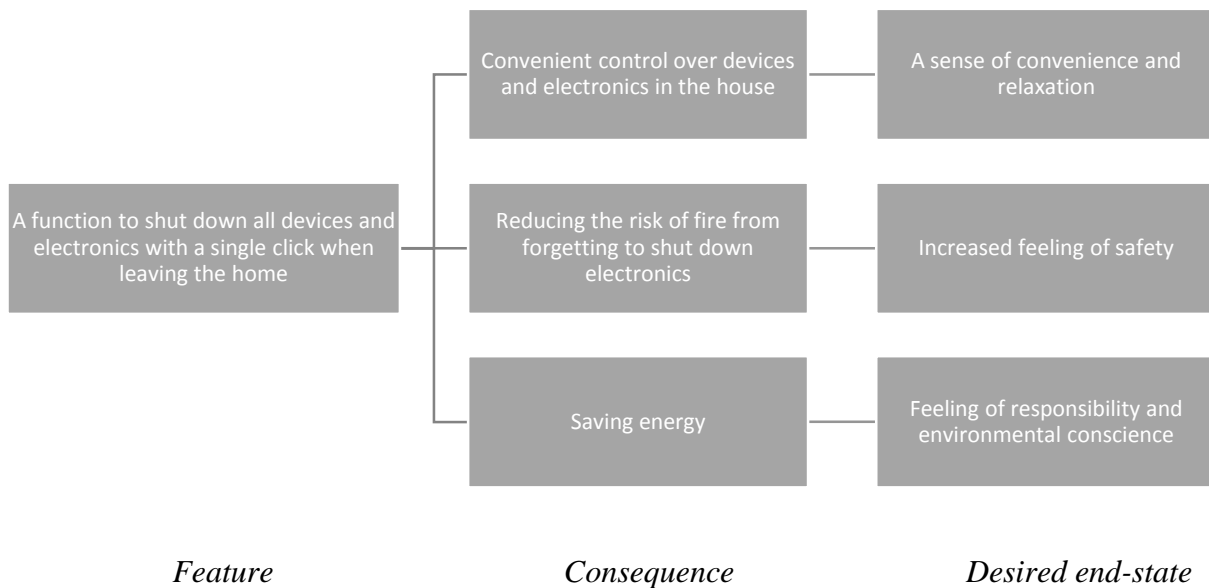 Convenient control over devices
and electronics in the house
A sense of convenience and
relaxation
A function to shut down all devices and
electronics with a single click when
leaving the home
Reducing the risk of fire from
forgetting to shut down
electronics
Increased feeling of safety
Saving energy
Feeling of responsibility and
environmental conscience
Feature
Consequence
Desired end-state